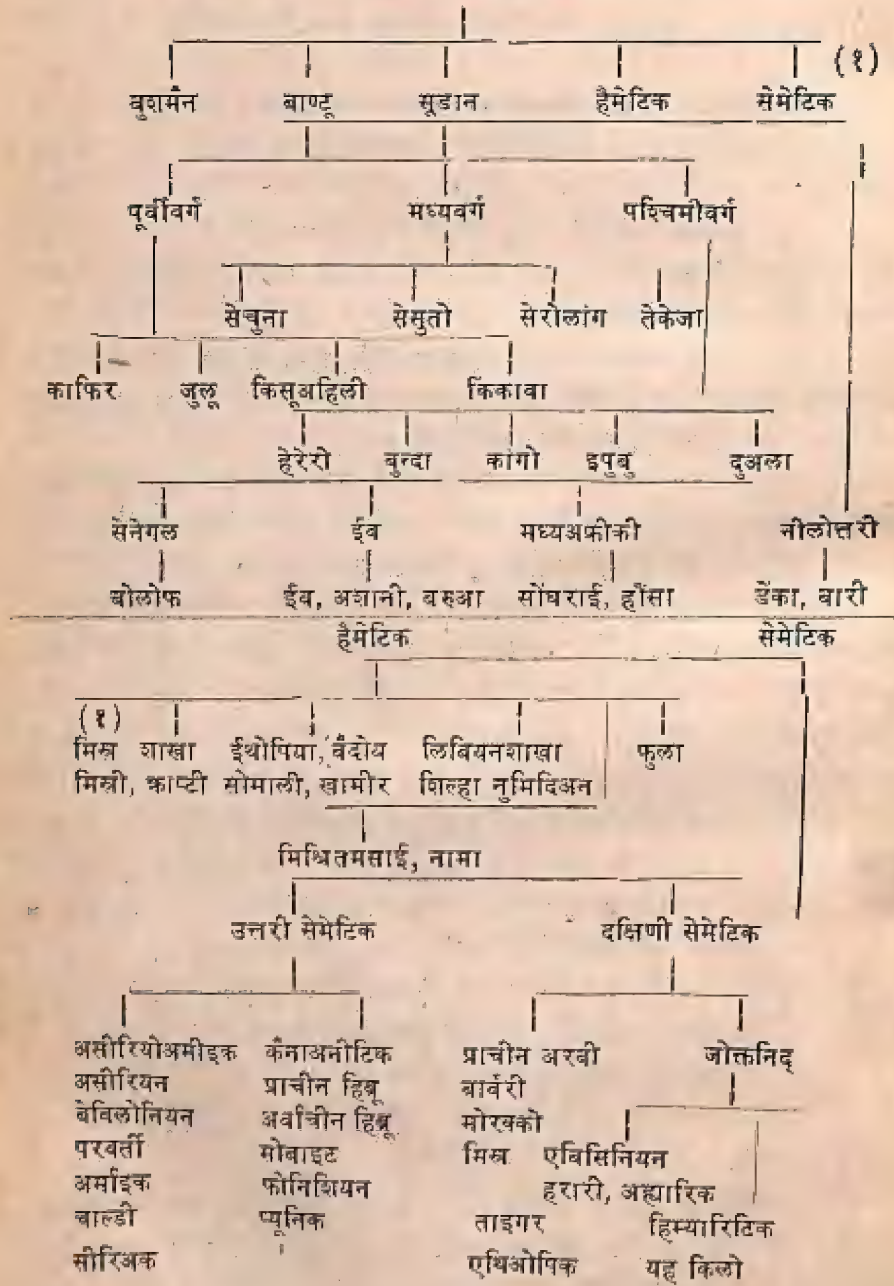 (१)
वुशमैन बाण्टू सूडान हैमेटिक सेमेटिक
पूर्वीवर्ग मध्यवर्ग पश्चिमीवर्ग
सेचुना सेसुतो सेरोलांग तेकेजा
काफिर जुलू किसूअहिली किकावा
हेरेरो बुन्दा कांगो इपुबु दुअला
सेनेगल ईव मध्यअफ्रीकी नीलोत्तरी
वोलोफ ईव, अशानी, बरुआ सोंघराई, हौंसा डेंका, बारी
हैमेटिक सेमेटिक
(१)
मिस्र शाखा ईथोपिया, वैदोय लिबियनशाखा फुला
मिस्री, काप्टी सोमाली, खामीर शिल्हा नुमिदिअन
मिश्रितमसाई, नामा
उत्तरी सेमेटिक दक्षिणी सेमेटिक
असीरियोअमीइक कैनाअनीटिक प्राचीन अरबी जोक्तनिद्
असीरियन प्राचीन हिब्रू बार्बरी
बेविलोनियन अर्वाचीन हिब्रू मोरक्को
परवर्ती मोबाइट मिस्र एबिसिनियन
अर्माइक फोनिशियन हरारी, अह्मारिक
चाल्डी प्यूनिक ताइगर हिम्यारिटिक
सीरिअक एथिओपिक यह किलो